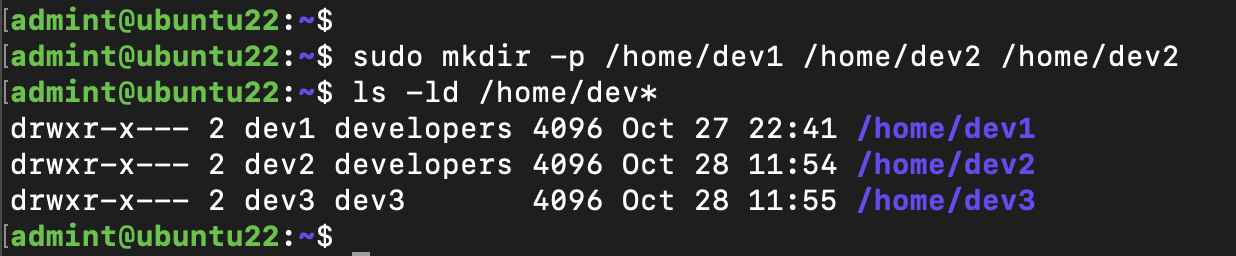 [admint@ubuntu22:~$
[admint@ubuntu22:~$ sudo mkdir -p /home/dev1 /home/dev2 /home/dev2
[admint@ubuntu22:~$ ls -ld /home/dev*
drwxr-x--- 2 dev1 developers 4096 Oct 27 22:41 /home/dev1
drwxr-x--- 2 dev2 developers 4096 Oct 28 11:54 /home/dev2
drwxr-x--- 2 dev3 dev3       4096 Oct 28 11:55 /home/dev3
[admint@ubuntu22:~$